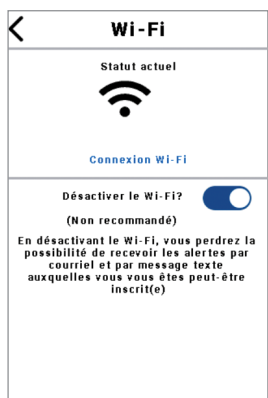 Wi-Fi
Statut actuel
Connexion Wi-Fi
Désactiver le Wi-Fi?
(Non recommandé)
En désactivant le Wi-Fi, vous perdrez la
possibilité de recevoir les alertes par
courriel et par message texte
auxquelles vous vous êtes peut-être
inscrit(e)